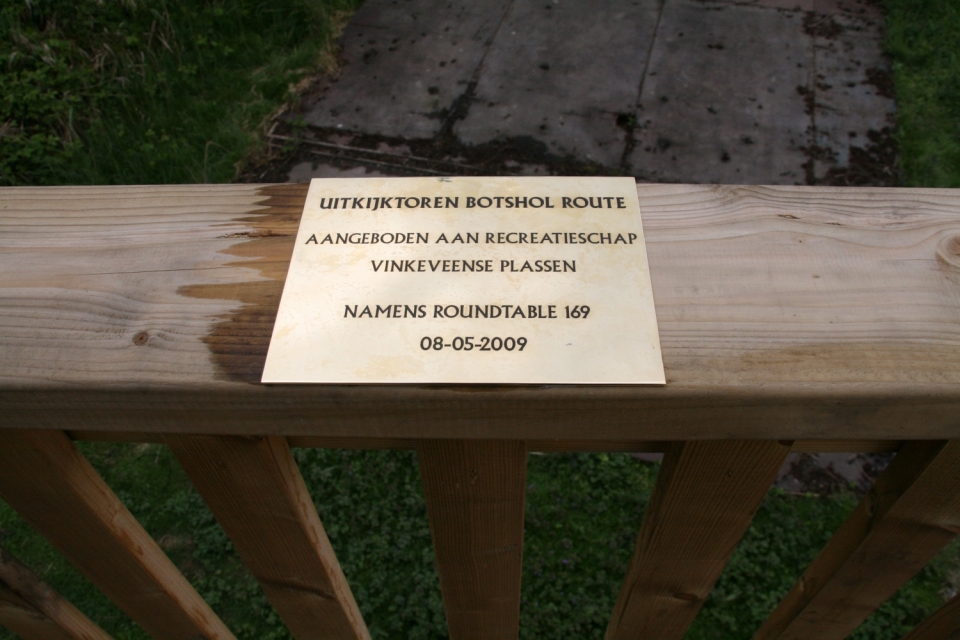 UITKIJKTOREN BOTSHOL ROUTE
AANGEBODEN AAN RECREATIESCHAP
VINKEVEENSE PLASSEN
NAMENS ROUNDTABLE 169
08-05-2009